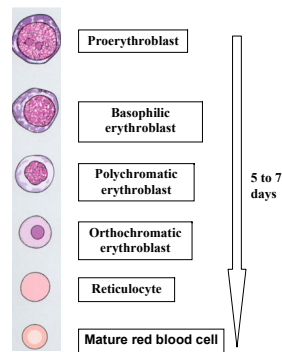 Proerythroblast
Basophilic
erythroblast
Polychromatic
erythroblast
5 to 7
days
Orthochromatic
erythroblast
Reticulocyte
Mature red blood cell